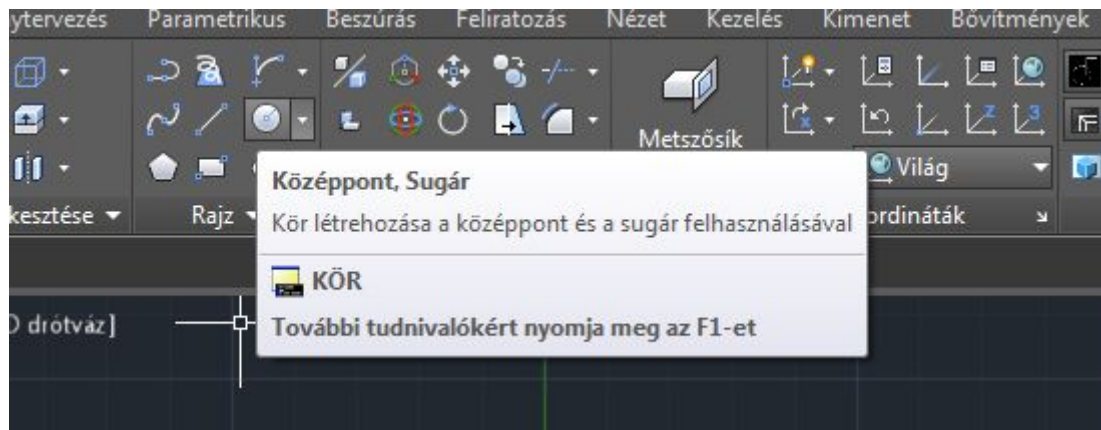 ytervezés Parametrikus Beszúrás Feliratozás Nézet Kezelés Kimenet Bővítmények
Metszősík
Világ
kesztése Rajz ordináták
Középpont, Sugár
Kör létrehozása a középpont és a sugár felhasználásával
KÖR
További tudnivalókért nyomja meg az F1-et
D drótváz]